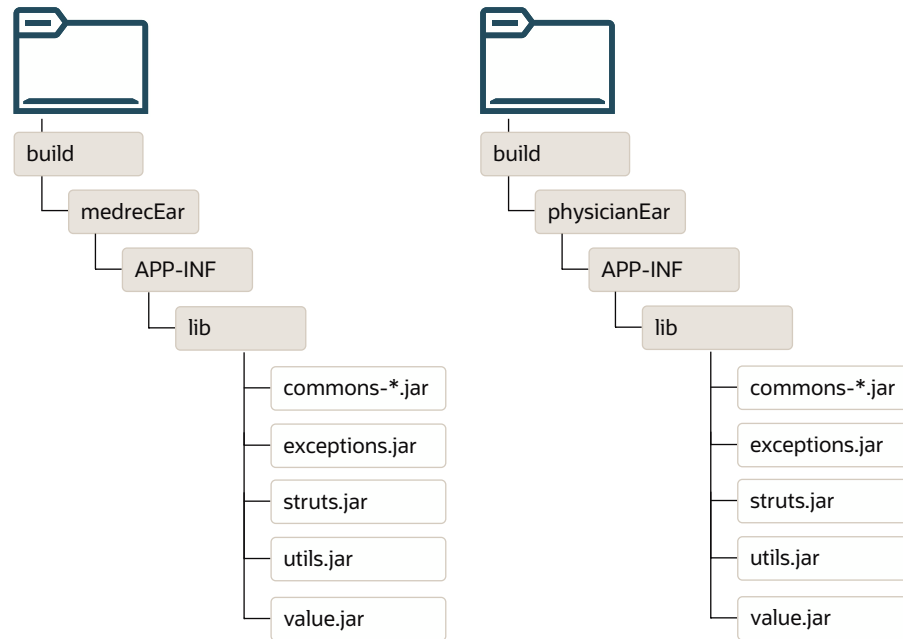 build
medrecEar
APP-INF
lib
commons-*.jar
exceptions.jar
struts.jar
utils.jar
value.jar
build
physicianEar
APP-INF
lib
commons-*.jar
exceptions.jar
struts.jar
utils.jar
value.jar